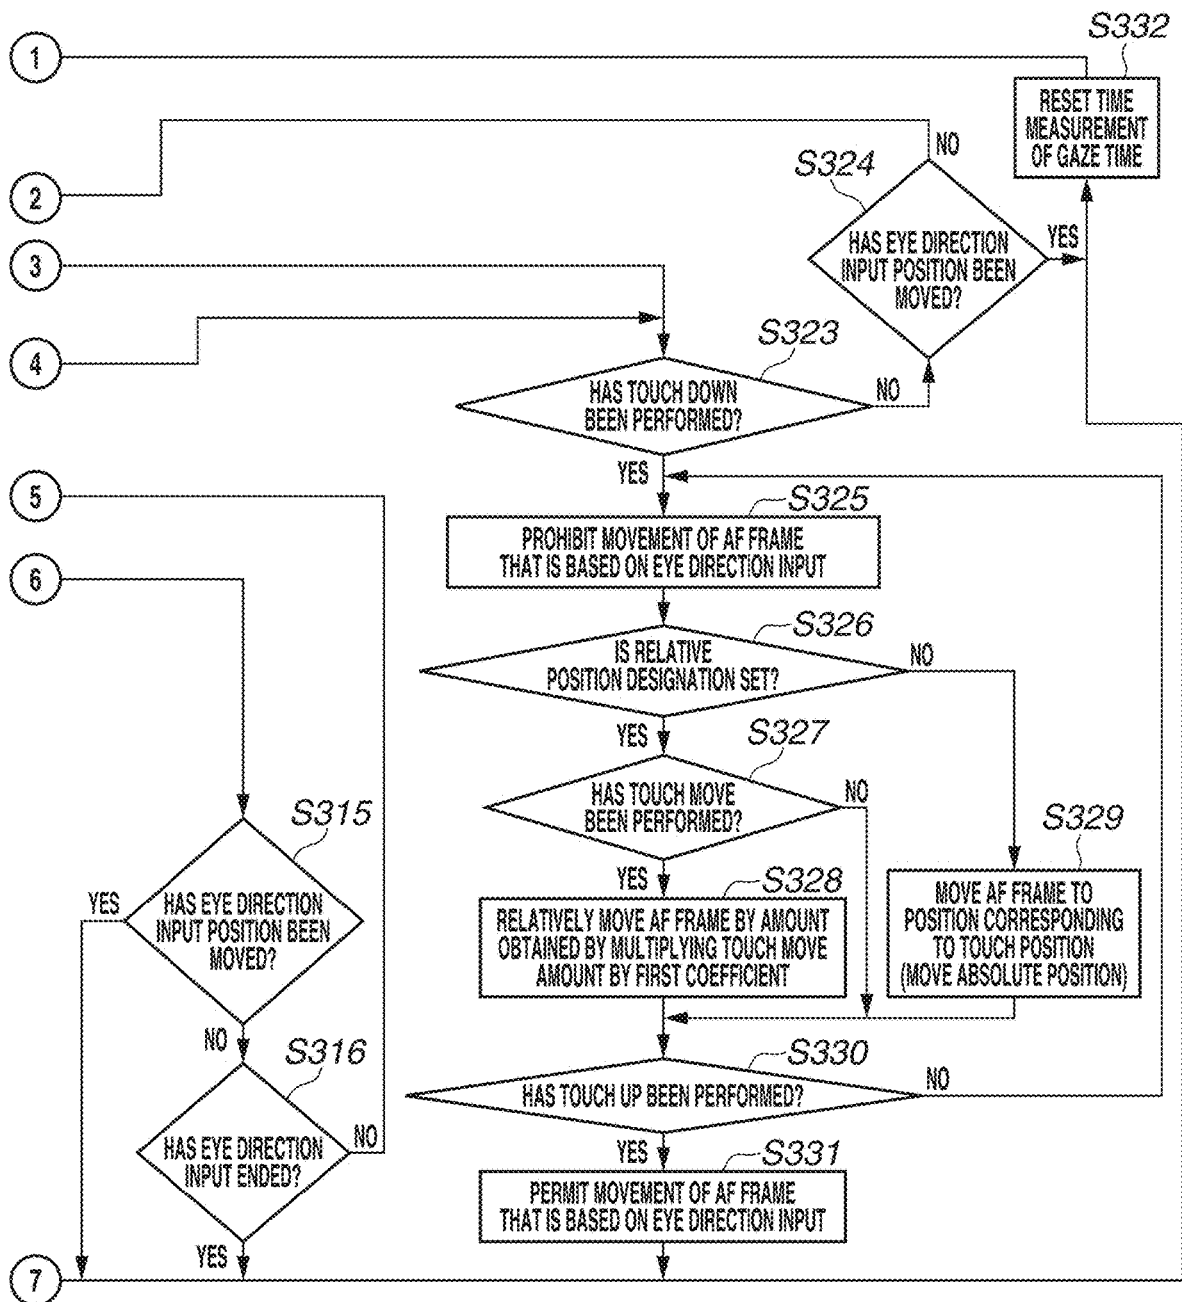 S332
1
RESET TIME
MEASUREMENT
OF GAZE TIME
NO
S324
2
HAS EYE DIRECTION
INPUT POSITION BEEN
MOVED?
YES
3
4
S323
HAS TOUCH DOWN
BEEN PERFORMED?
NO
YES
5
S325
PROHIBIT MOVEMENT OF AF FRAME
THAT IS BASED ON EYE DIRECTION INPUT
6
S326
IS RELATIVE
POSITION DESIGNATION SET?
NO
YES
S327
HAS TOUCH MOVE
BEEN PERFORMED?
NO
YES
S315
YES
HAS EYE DIRECTION
INPUT POSITION BEEN
MOVED?
NO
S328
RELATIVELY MOVE AF FRAME BY AMOUNT
OBTAINED BY MULTIPLYING TOUCH MOVE
AMOUNT BY FIRST COEFFICIENT
S329
MOVE AF FRAME TO
POSITION CORRESPONDING
TO TOUCH POSITION
(MOVE ABSOLUTE POSITION)
S316
HAS EYE DIRECTION
INPUT ENDED?
NO
YES
S330
HAS TOUCH UP BEEN PERFORMED?
NO
YES
S331
PERMIT MOVEMENT OF AF FRAME
THAT IS BASED ON EYE DIRECTION INPUT
7